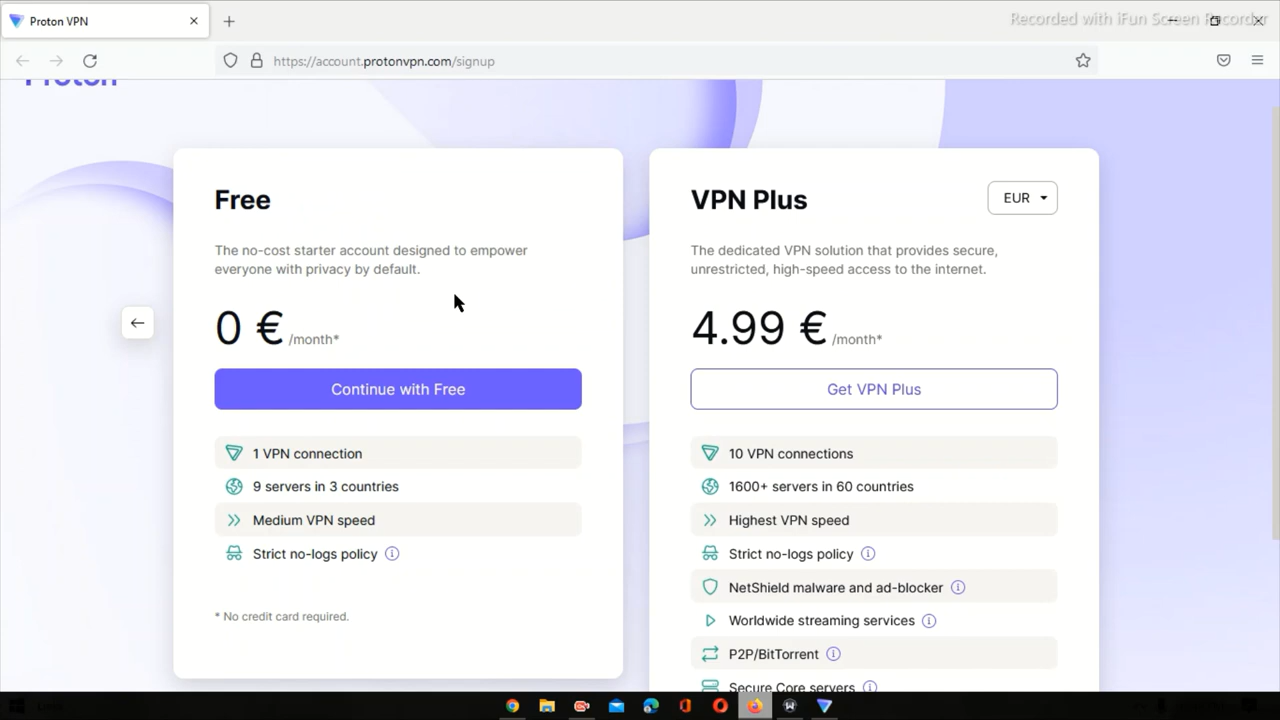 Proton VPN
Recorded with iFun Screen Recorder
https://account.protonvpn.com/signup
Proton
Free
The no-cost starter account designed to empower
everyone with privacy by default.
0 € /month*
Continue with Free
1 VPN connection
9 servers in 3 countries
Medium VPN speed
Strict no-logs policy
* No credit card required.
VPN Plus
EUR
The dedicated VPN solution that provides secure,
unrestricted, high-speed access to the internet.
4.99 € /month*
Get VPN Plus
10 VPN connections
1600+ servers in 60 countries
Highest VPN speed
Strict no-logs policy
NetShield malware and ad-blocker
Worldwide streaming services
P2P/BitTorrent
Secure Core servers